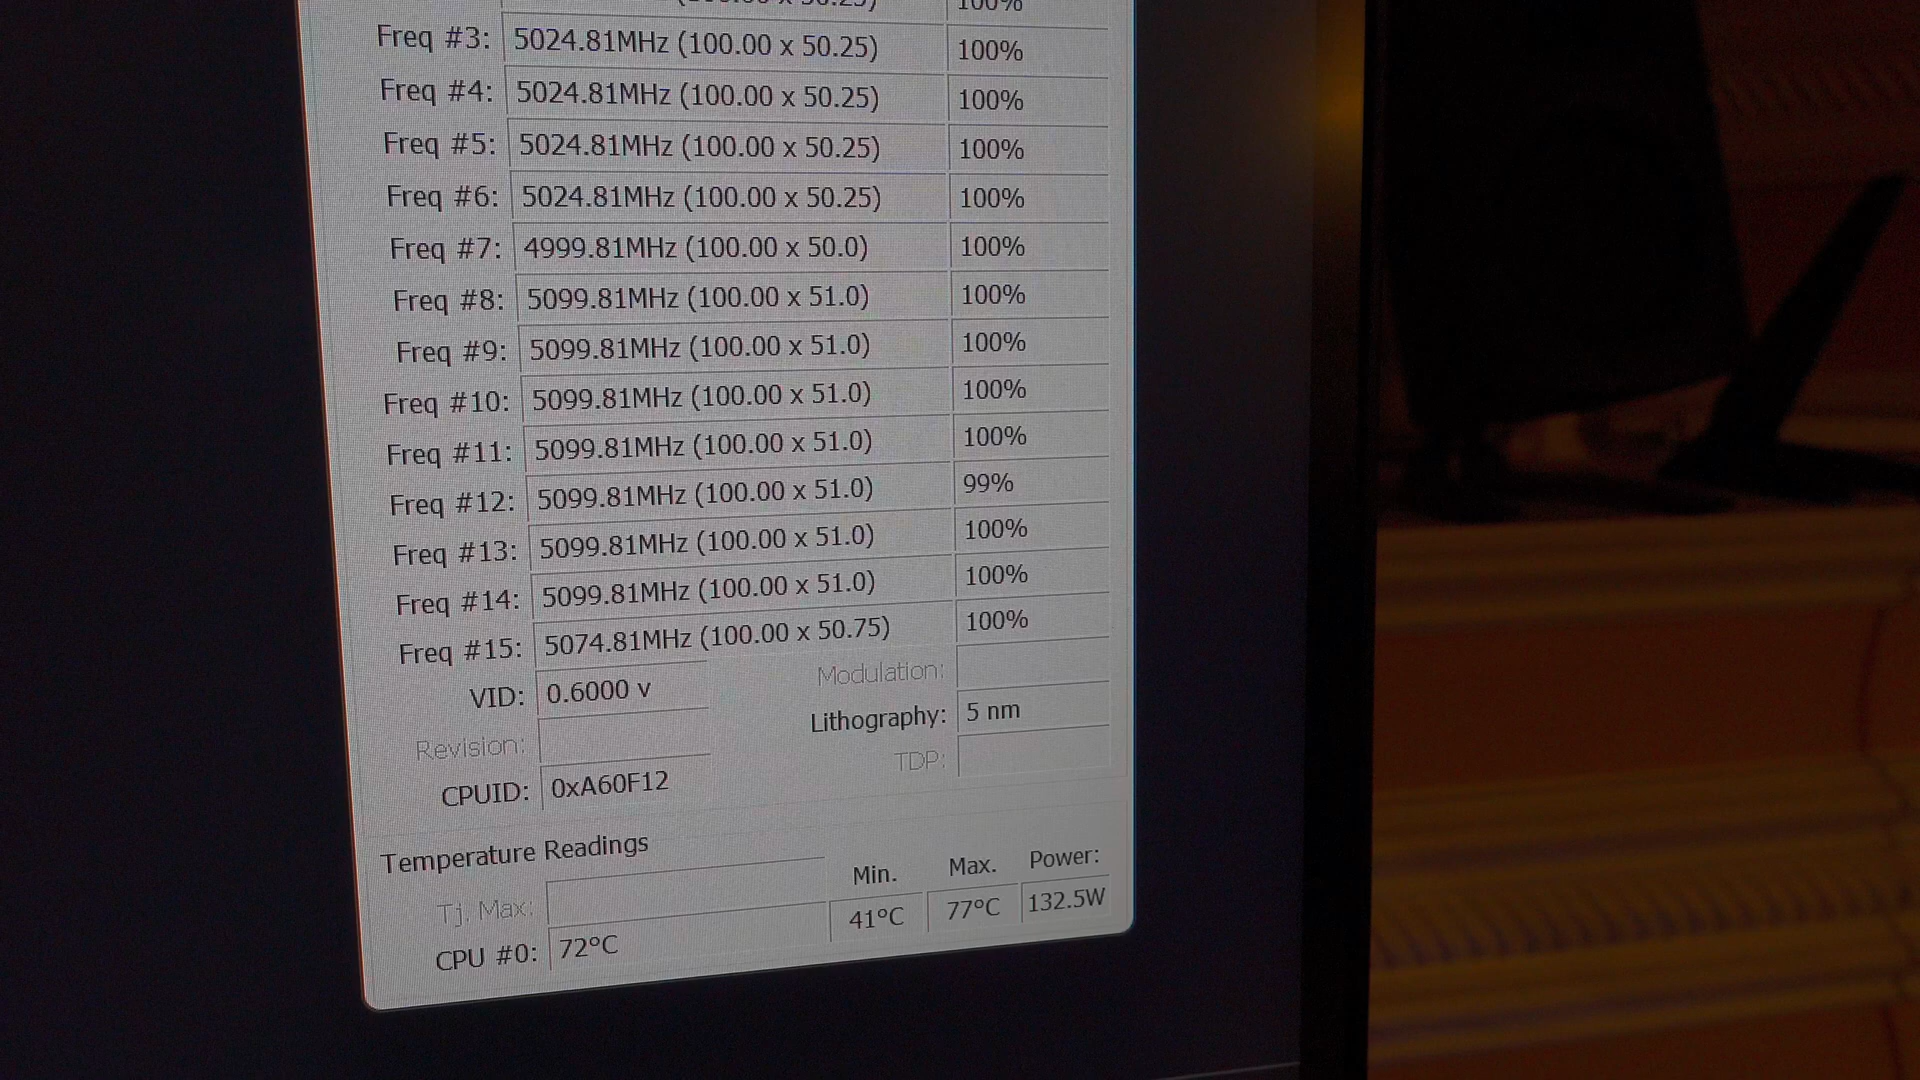 (100.00 x 50.25) 100%
Freq #3: 5024.81MHz (100.00 x 50.25) 100%
Freq #4: 5024.81MHz (100.00 x 50.25) 100%
Freq #5: 5024.81MHz (100.00 x 50.25) 100%
Freq #6: 5024.81MHz (100.00 x 50.25) 100%
Freq #7: 4999.81MHz (100.00 x 50.0) 100%
Freq #8: 5099.81MHz (100.00 x 51.0) 100%
Freq #9: 5099.81MHz (100.00 x 51.0) 100%
Freq #10: 5099.81MHz (100.00 x 51.0) 100%
Freq #11: 5099.81MHz (100.00 x 51.0) 100%
Freq #12: 5099.81MHz (100.00 x 51.0) 99%
Freq #13: 5099.81MHz (100.00 x 51.0) 100%
Freq #14: 5099.81MHz (100.00 x 51.0) 100%
Freq #15: 5074.81MHz (100.00 x 50.75) 100%
VID: 0.6000 v Modulation:
Revision: Lithography: 5 nm
CPUID: 0xA60F12 TDP:
Temperature Readings
Tj. Max: Min. Max. Power:
CPU #0: 72°C 41°C 77°C 132.5W